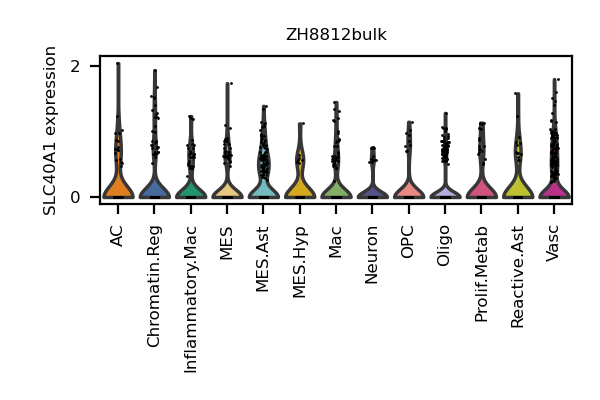 ZH8812bulk
SLC40A1 expression
2
0
AC
Chromatin.Reg
Inflammatory.Mac
MES
MES.Ast
MES.Hyp
Mac
Neuron
OPC
Oligo
Prolif.Metab
Reactive.Ast
Vasc